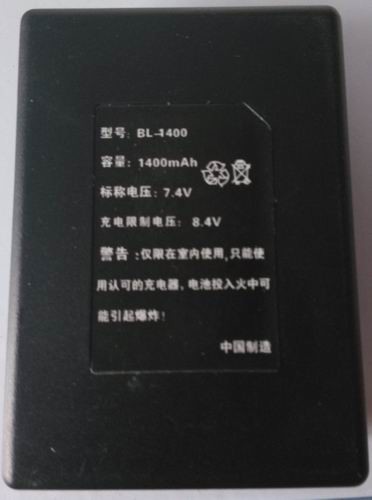 型号: BL-1400
容量: 1400mAh
标称电压: 7.4V
充电限制电压: 8.4V
警告:仅限在室内使用,只能使
用认可的充电器。电池投入火中可
能引起爆炸!
中国制造